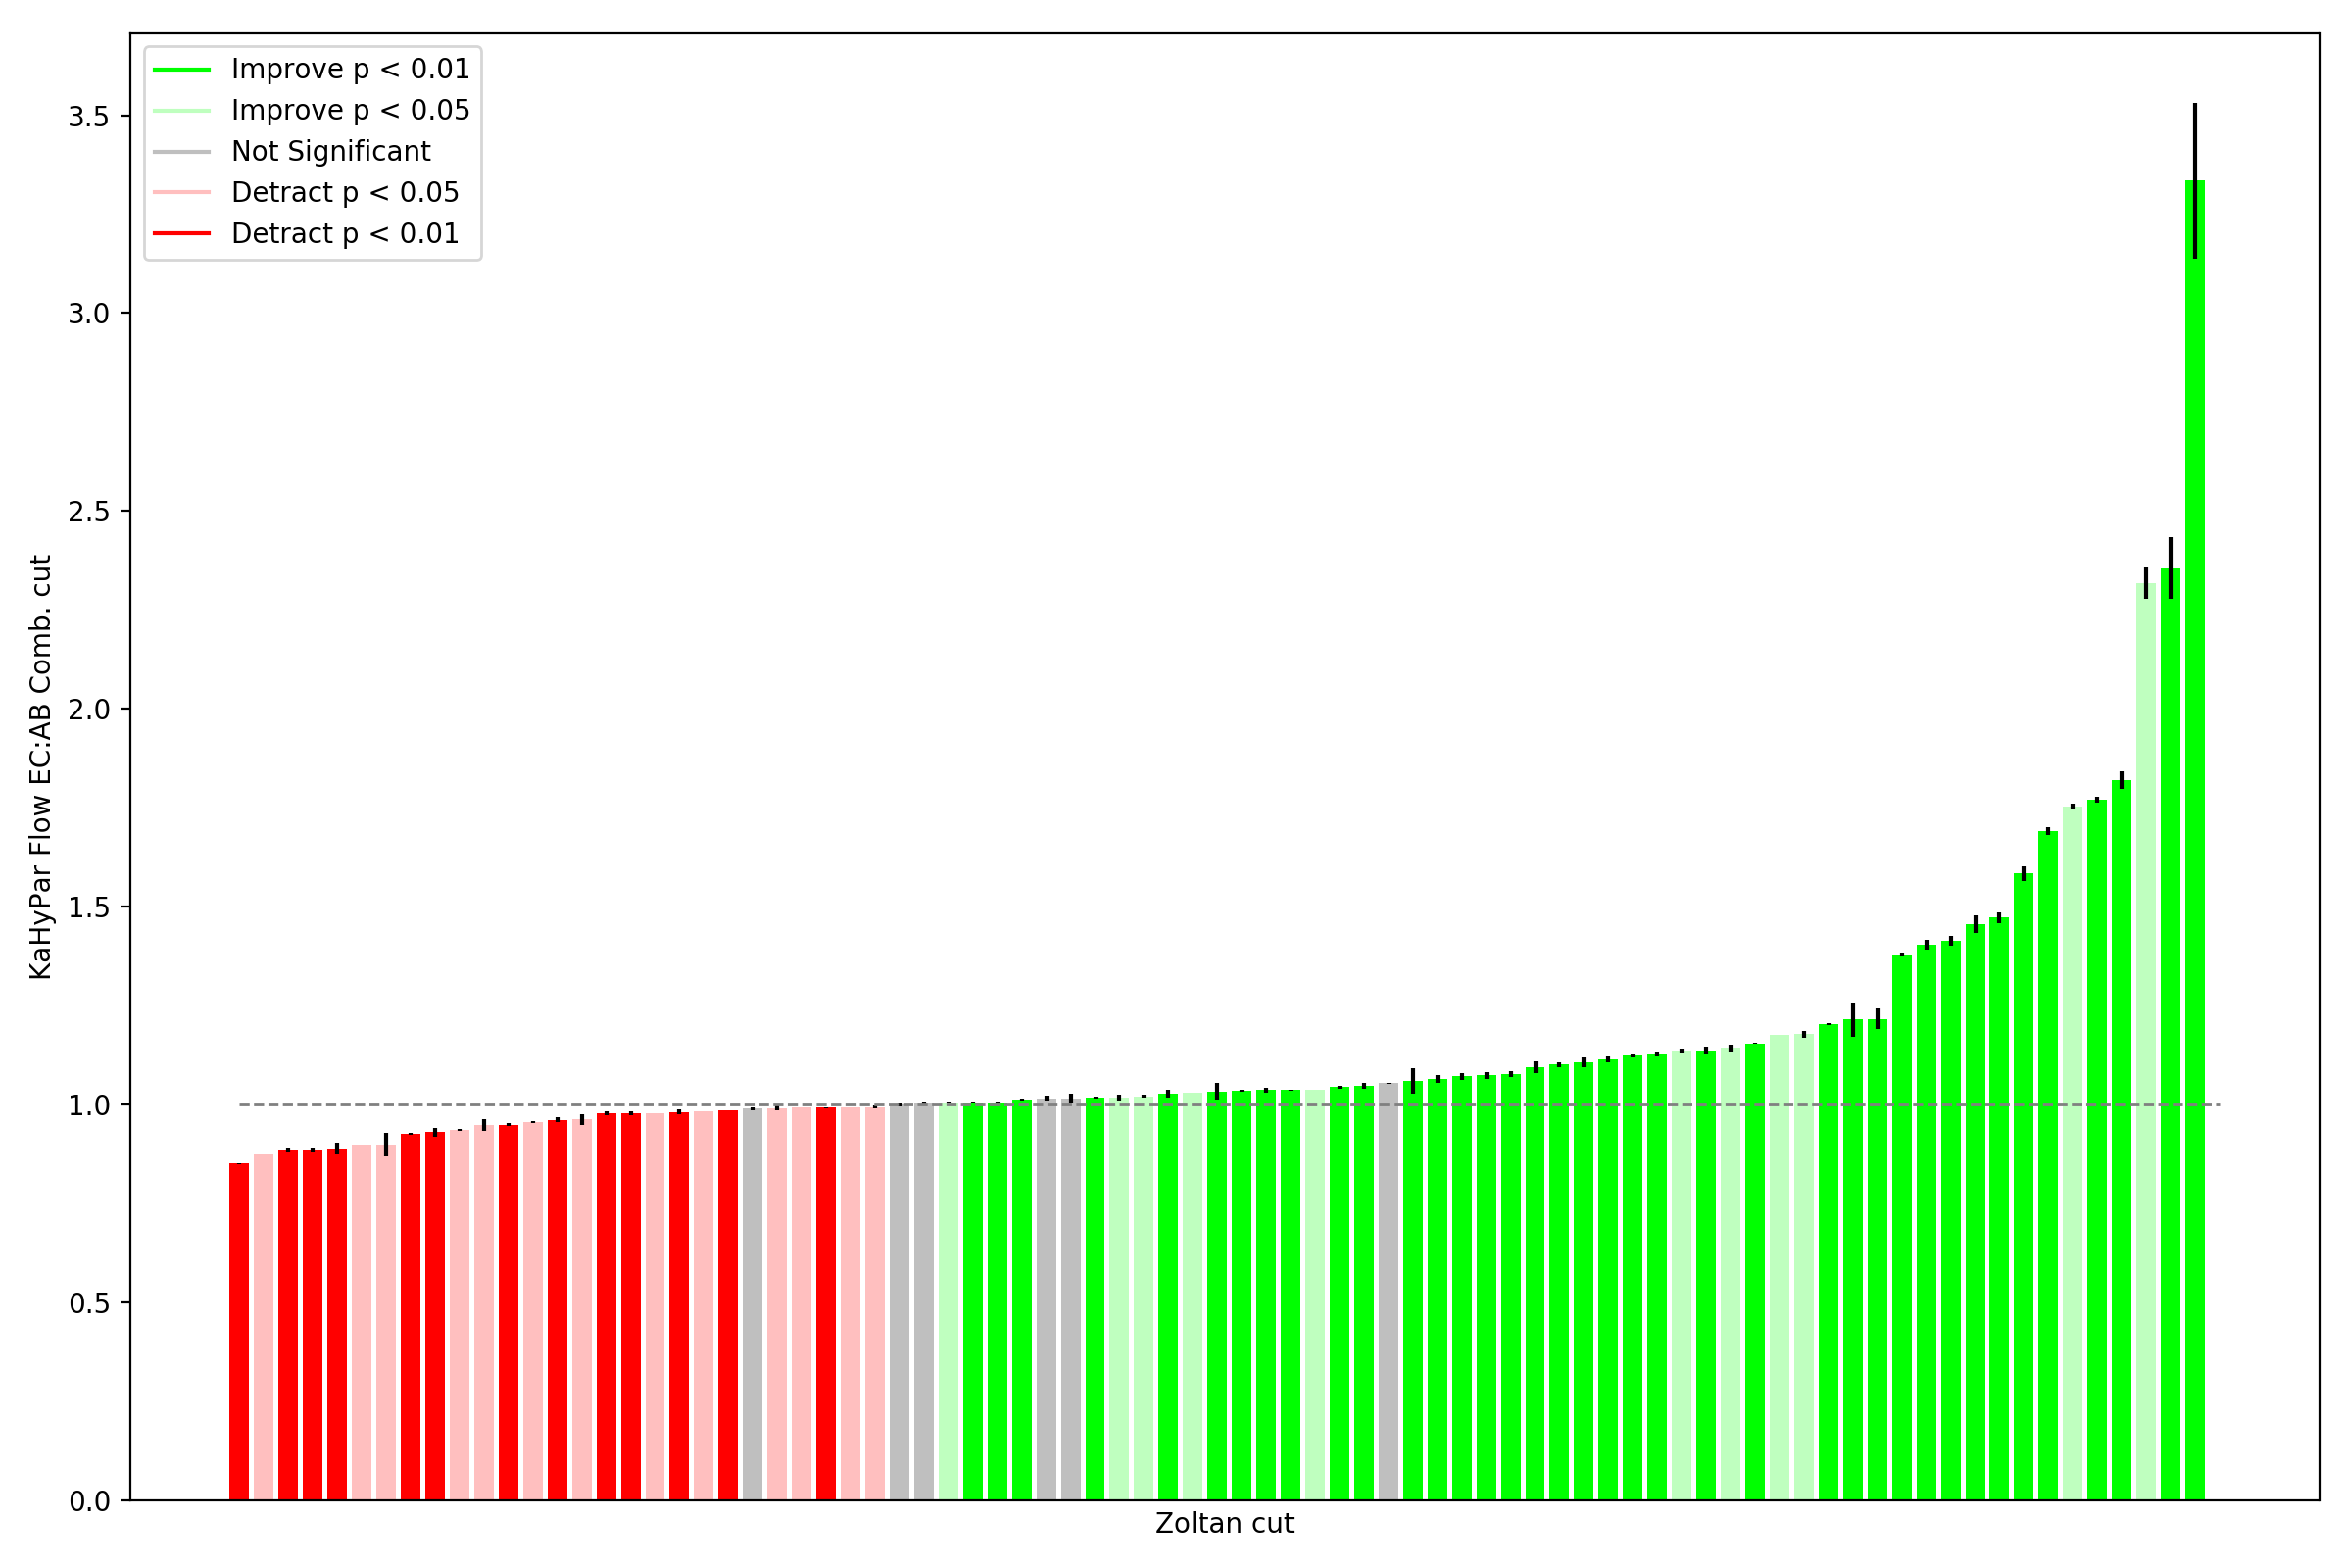 Improve p < 0.01
Improve p < 0.05
Not Significant
Detract p < 0.05
Detract p < 0.01
3.5
3.0
2.5
2.0
1.5
1.0
0.5
0.0
KaHyPar Flow EC:AB Comb. cut
Zoltan cut